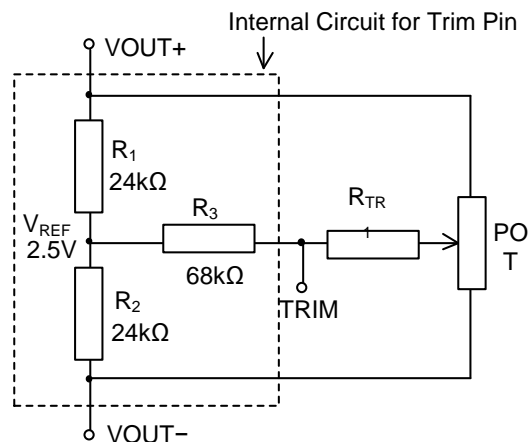 Internal Circuit for Trim Pin
VOUT+
R1
24kΩ
R3
RTR
1
VREF
2.5V
PO
T
68kΩ
R2
24kΩ
TRIM
VOUT−